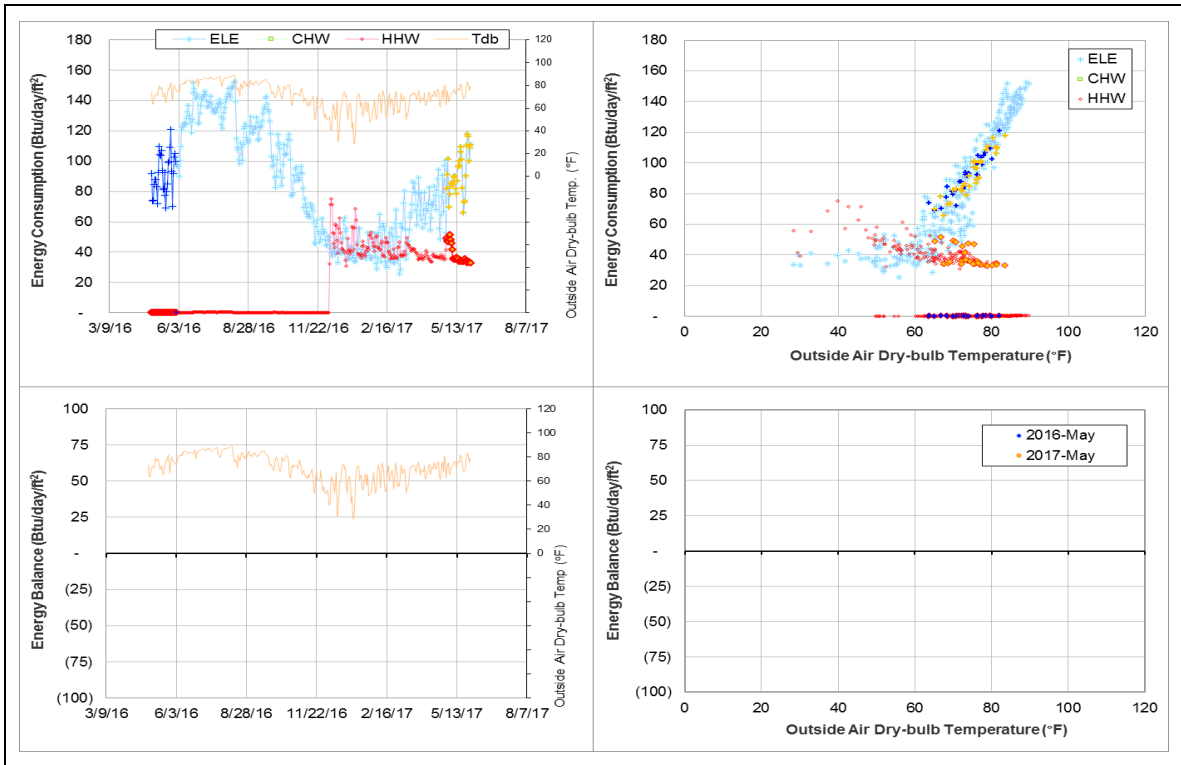 ELE CHW HHW Tdb
Energy Consumption (Btu/day/ft²)
180
160
140
120
100
80
60
40
20
-
Outside Air Dry-bulb Temp. (°F)
120
100
80
60
40
20
0
3/9/16 6/3/16 8/28/16 11/22/16 2/16/17 5/13/17 8/7/17
Energy Consumption (Btu/day/ft²)
180
160
140
120
100
80
60
40
20
-
ELE
CHW
HHW
0 20 40 60 80 100 120
Outside Air Dry-bulb Temperature (°F)
Energy Balance (Btu/day/ft²)
100
75
50
25
-
(25)
(50)
(75)
(100)
120
100
80
60
40
20
0
Outside Air Dry-bulb Temp (°F)
3/9/16 6/3/16 8/28/16 11/22/16 2/16/17 5/13/17 8/7/17
Energy Balance (Btu/day/ft²)
100
75
50
25
-
(25)
(50)
(75)
(100)
2016-May
2017-May
0 20 40 60 80 100 120
Outside Air Dry-bulb Temperature (°F)